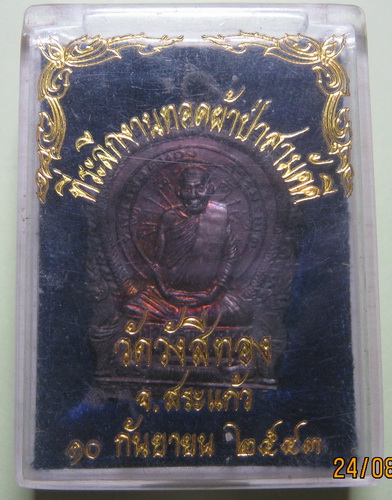 ที่ระลึกงานทอดผ้าป่าสามัคคี
วัดวังสีทอง
จ.สระแก้ว
๑๐ กันยายน ๒๕๔๓
24/08